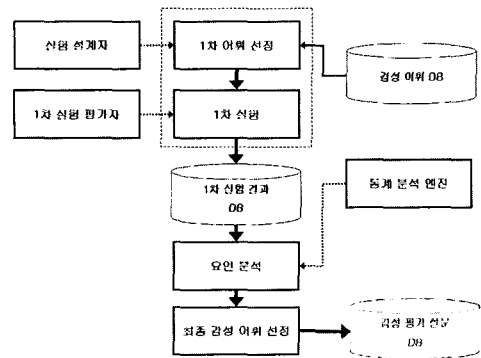 실험 설계자
1차 어휘 선정
감성 어휘 DB
1차 실험 평가자
1차 실험
1차 실험 결과
DB
통계 분석 엔진
요인 분석
최종 감성 어휘 선정
감성 평가 설문
DB